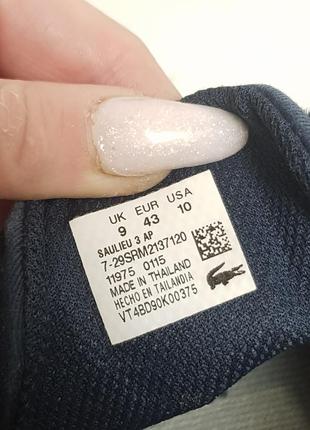 UK EUR USA
9 43 10
SAULIEU 3 AP
7-29SRM2137120
11975 0115
MADE IN THAILAND
HECHO EN TAILANDIA
VT4BD90K00375